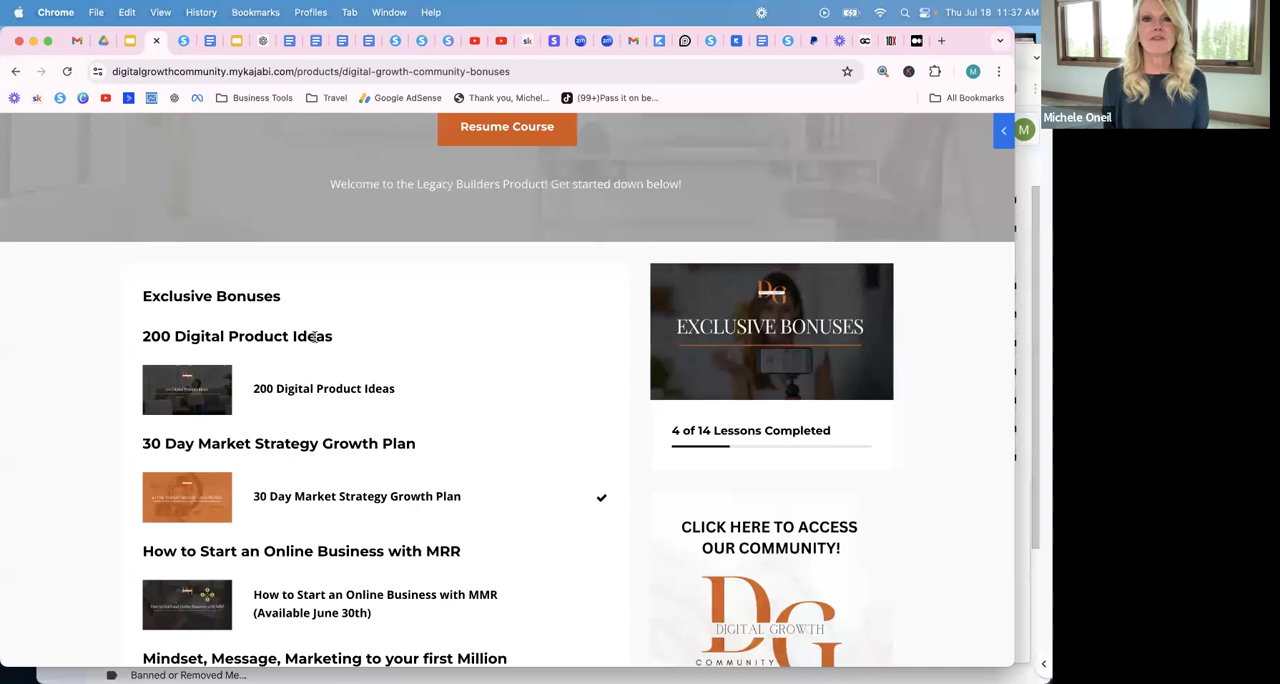 Chrome File Edit View History Bookmarks Profiles Tab Window Help
Thu Jul 18 11:37 AM
digitalgrowthcommunity.mykajabi.com/products/digital-growth-community-bonuses
Business Tools Travel Google AdSense Thank you, Michel... (99+)Pass it on be... All Bookmarks
Michele Oneil
M
Resume Course
Welcome to the Legacy Builders Product! Get started down below!
Exclusive Bonuses
200 Digital Product Ideas
200 Digital Product Ideas
30 Day Market Strategy Growth Plan
30 Day Market Strategy Growth Plan
How to Start an Online Business with MRR
How to Start an Online Business with MMR
(Available June 30th)
Mindset, Message, Marketing to your first Million
DG
EXCLUSIVE BONUSES
4 of 14 Lessons Completed
CLICK HERE TO ACCESS
OUR COMMUNITY!
DG
DIGITAL GROWTH
COMMUNITY
Banned or Removed Me...